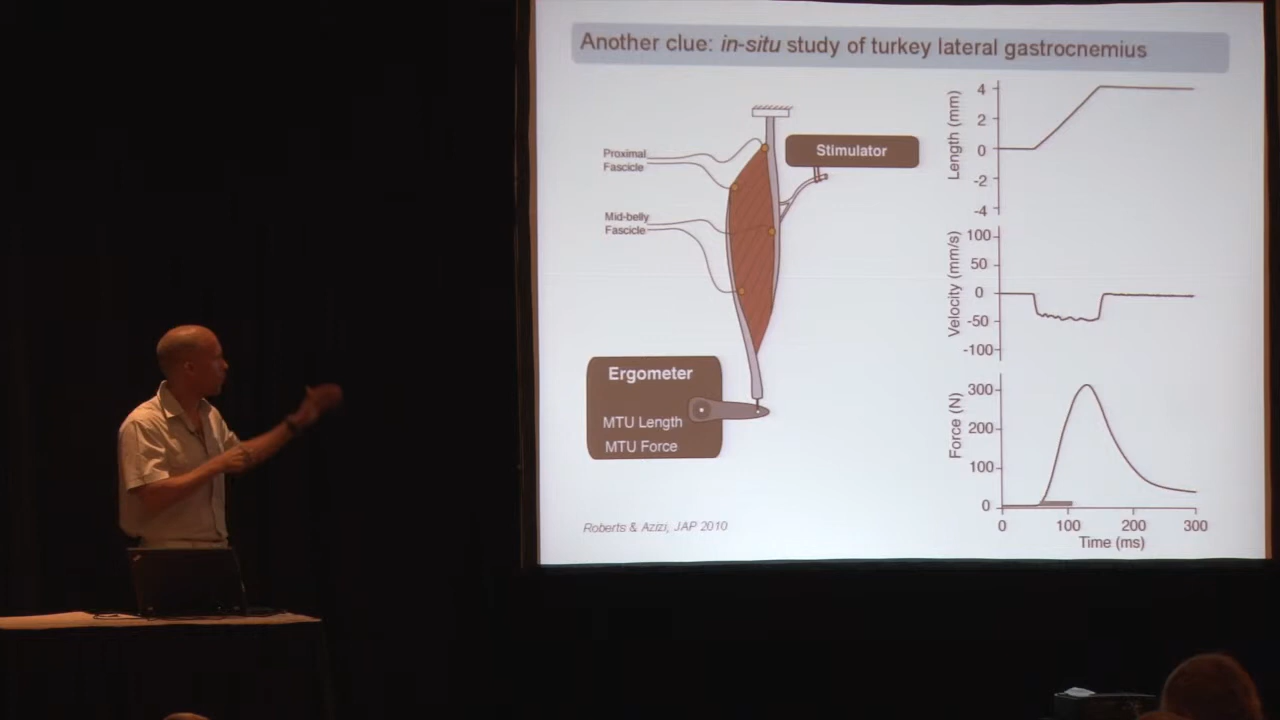 Another clue: in-situ study of turkey lateral gastrocnemius
Proximal
Fascicle
Mid-belly
Fascicle
Stimulator
Ergometer
MTU Length
MTU Force
Roberts & Azizi, JAP 2010
Length (mm)
4
2
0
-2
-4
Velocity (mm/s)
100
50
0
-50
-100
Force (N)
300
200
100
0
0 100 200 300
Time (ms)